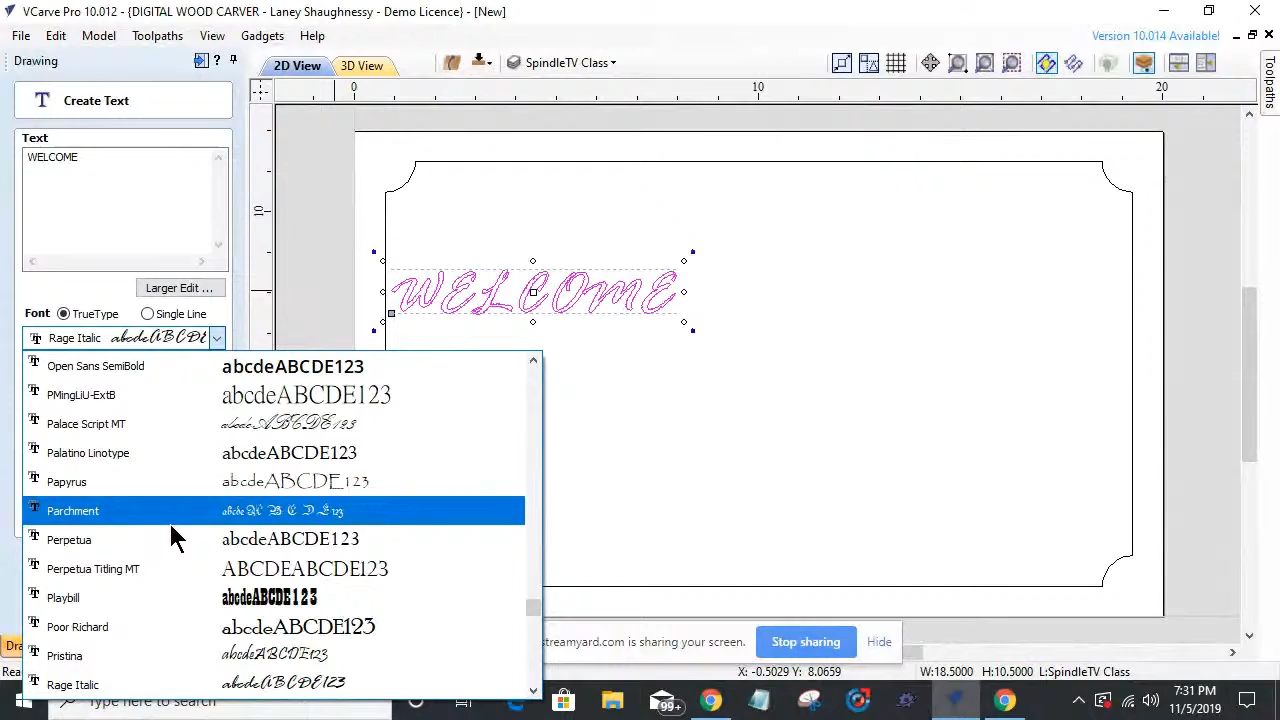 VCarve Pro 10.012 - {DIGITAL WOOD CARVER - Laney Shaughnessy - Demo Licence} - [New]
File Edit Model Toolpaths View Gadgets Help Version 10.014 Available!
Drawing
2D View 3D View SpindleTV Class
Create Text
0 10 20
Text
WELCOME
Larger Edit ...
Font TrueType Single Line
Rage Italic abcdeABCDE
10
WELCOME
Open Sans SemiBold abcdeABCDE123
PMingLiU-ExtB abcdeABCDE123
Palace Script MT abcdeABCDE123
Palatino Linotype abcdeABCDE123
Papyrus abcdeABCDE123
Parchment abcdeABCDE123
Perpetua abcdeABCDE123
Perpetua Titling MT ABCDEABCDE123
Playbill abcdeABCDE123
Poor Richard abcdeABCDE123
Pristina abcdeABCDE123
Rage Italic abcdeABCDE123
Toolpaths
streamyard.com is sharing your screen. Stop sharing Hide
X: -0.5029 Y: 8.0659 W:18.5000 H:10.5000 L:SpindleTV Class
Type here to search
99+
7:31 PM
11/5/2019